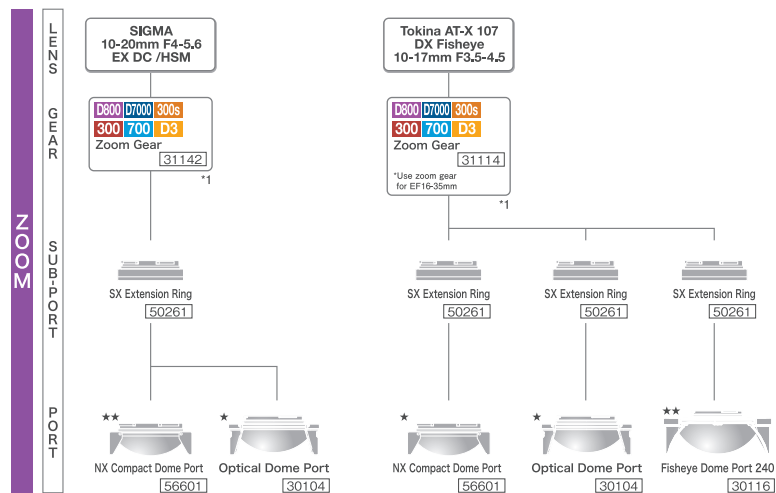 ZOOM
LENS
GEAR
SUB-PORT
PORT
SIGMA
10-20mm F4-5.6
EX DC /HSM
D800 D7000 300s
300 700 D3
Zoom Gear
31142
*1
SX Extension Ring
50261
★★
NX Compact Dome Port
56601
★
Optical Dome Port
30104
Tokina AT-X 107
DX Fisheye
10-17mm F3.5-4.5
D800 D7000 300s
300 700 D3
Zoom Gear
31114
*Use zoom gear
for EF16-35mm
*1
SX Extension Ring
50261
SX Extension Ring
50261
SX Extension Ring
50261
★
NX Compact Dome Port
56601
★
Optical Dome Port
30104
★★
Fisheye Dome Port 240
30116